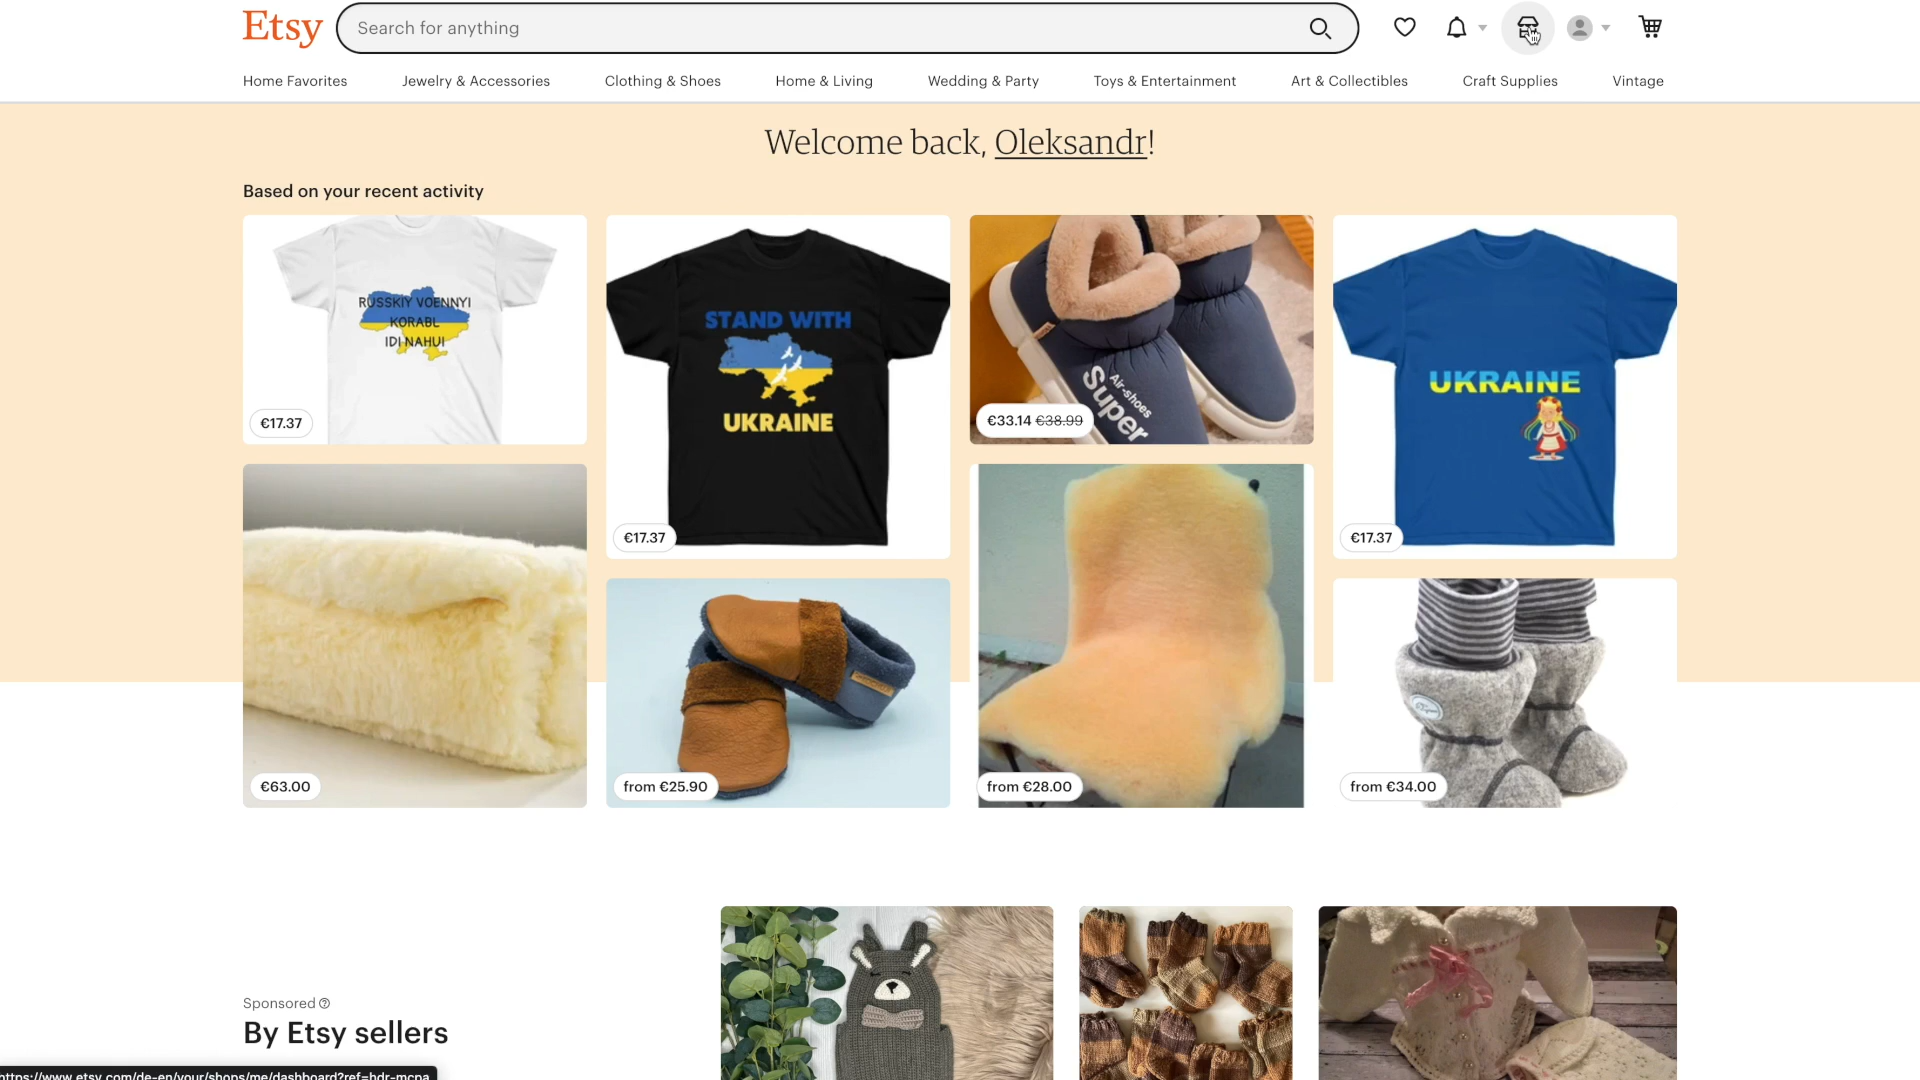 Etsy
Search for anything
Home Favorites
Jewelry & Accessories
Clothing & Shoes
Home & Living
Wedding & Party
Toys & Entertainment
Art & Collectibles
Craft Supplies
Vintage
Welcome back, Oleksandr!
Based on your recent activity
RUSSKIY VOENNYI
KORABL
IDI NAHUI
€17.37
STAND WITH
UKRAINE
€17.37
Air-shoes
Super
€33.14 €38.99
UKRAINE
€17.37
€63.00
from €25.90
from €28.00
from €34.00
Sponsored
By Etsy sellers
https://www.etsy.com/de-en/your/shops/me/dashboard?ref=hdr-mcpa